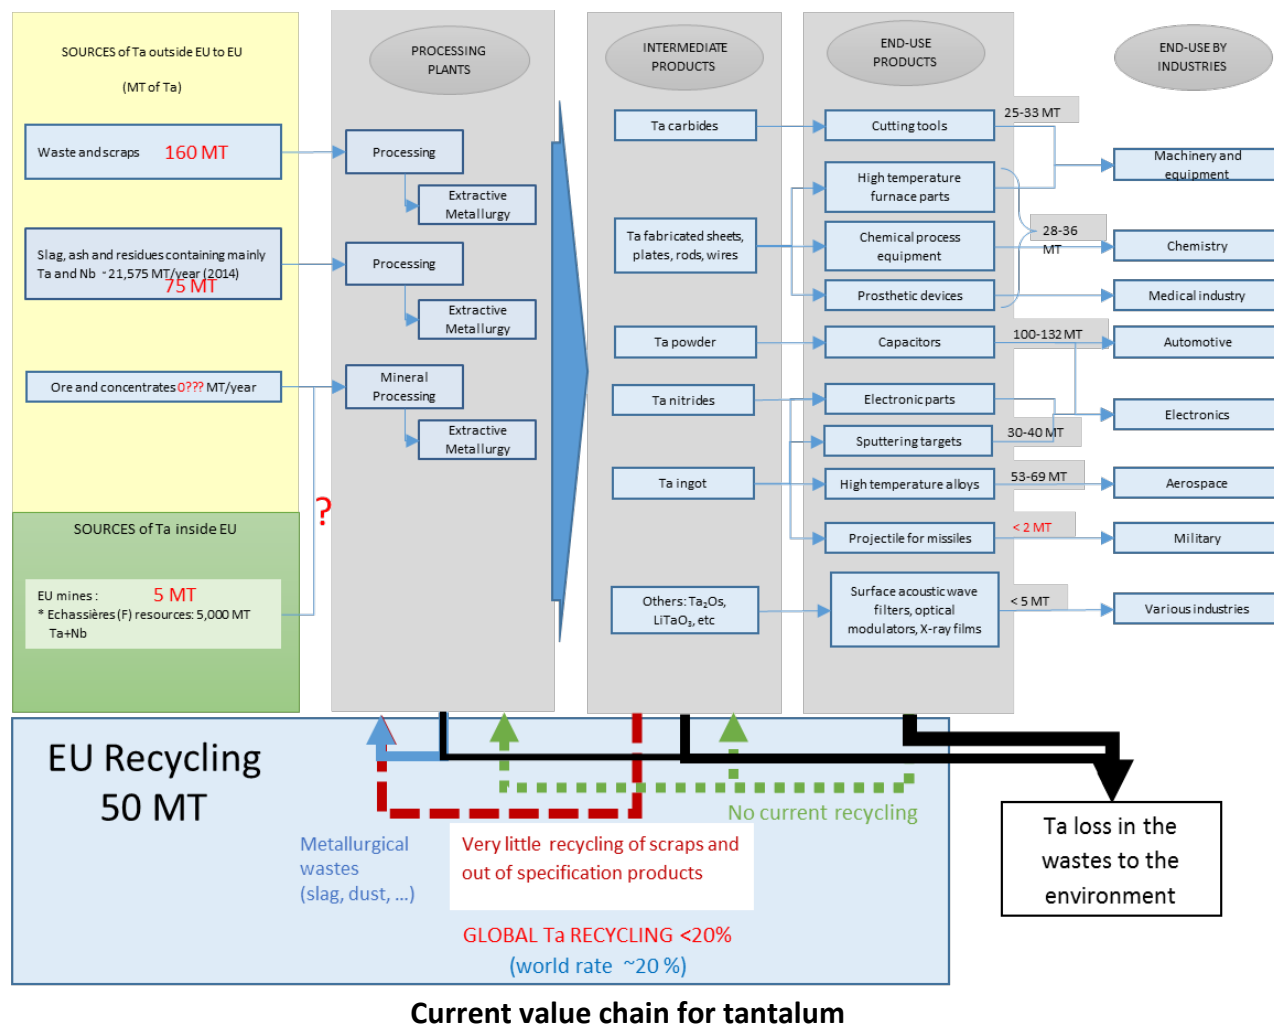 SOURCES of Ta outside EU to EU
(MT of Ta)
Waste and scraps 160 MT
Slag, ash and residues containing mainly
Ta and Nb ~21,575 MT/year (2014)
75 MT
Ore and concentrates 0??? MT/year
SOURCES of Ta inside EU
EU mines : 5 MT
* Echassières (F) resources: 5,000 MT
Ta+Nb
?
PROCESSING
PLANTS
Processing
Extractive
Metallurgy
Processing
Extractive
Metallurgy
Mineral
Processing
Extractive
Metallurgy
INTERMEDIATE
PRODUCTS
Ta carbides
Ta fabricated sheets,
plates, rods, wires
Ta powder
Ta nitrides
Ta ingot
Others: Ta₂Os,
LiTaO₃, etc
END-USE
PRODUCTS
Cutting tools
High temperature
furnace parts
Chemical process
equipment
Prosthetic devices
Capacitors
Electronic parts
Sputtering targets
High temperature alloys
Projectile for missiles
Surface acoustic wave
filters, optical
modulators, X-ray films
25-33 MT
28-36
MT
100-132 MT
30-40 MT
53-69 MT
< 2 MT
< 5 MT
END-USE BY
INDUSTRIES
Machinery and
equipment
Chemistry
Medical industry
Automotive
Electronics
Aerospace
Military
Various industries
EU Recycling
50 MT
Metallurgical
wastes
(slag, dust, ...)
Very little recycling of scraps and
out of specification products
No current recycling
GLOBAL Ta RECYCLING <20%
(world rate ~20 %)
Ta loss in the
wastes to the
environment
Current value chain for tantalum